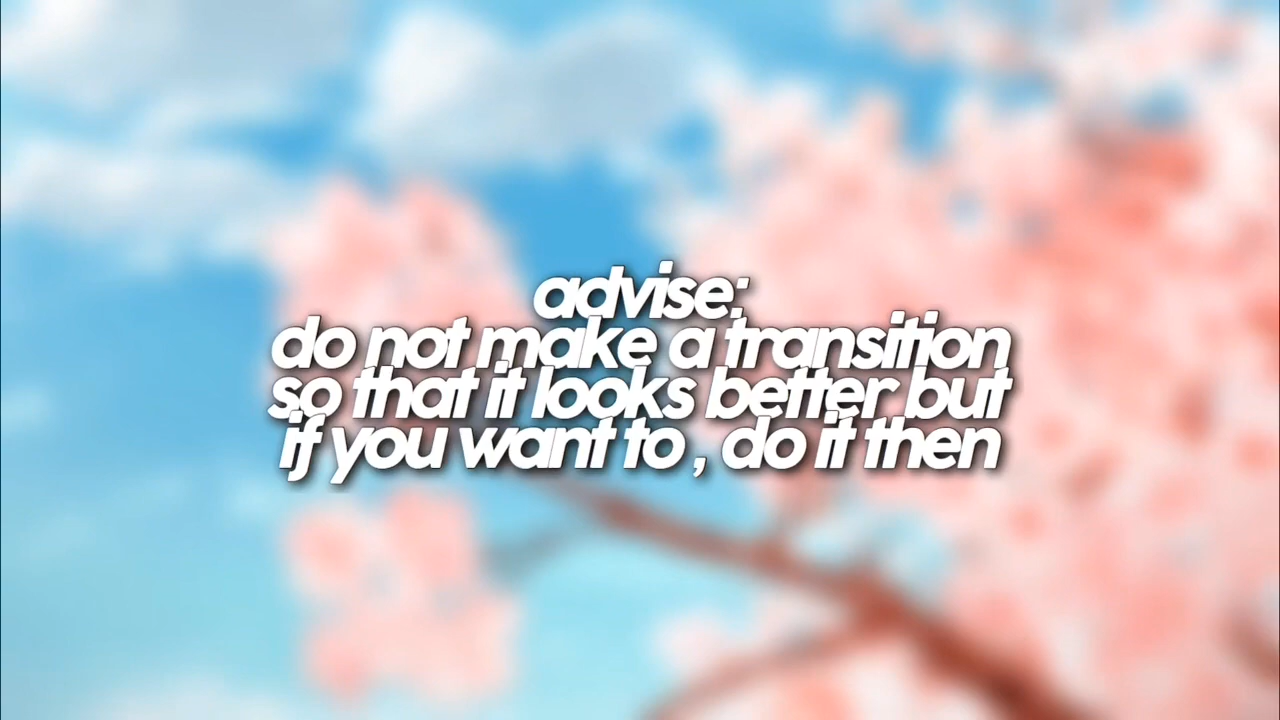 advise:
do not make a transition
so that it looks better but
if you want to , do it then